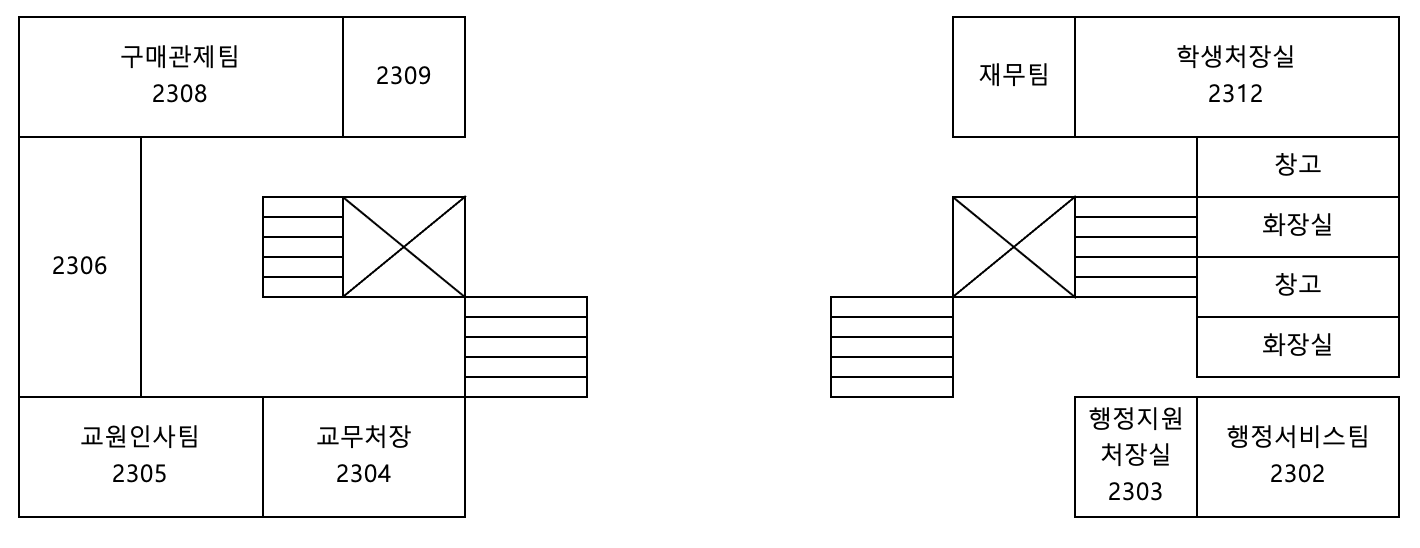 구매관제팀
2308
2309
재무팀
학생처장실
2312
창고
2306
화장실
창고
화장실
교원인사팀
2305
교무처장
2304
행정지원
처장실
2303
행정서비스팀
2302